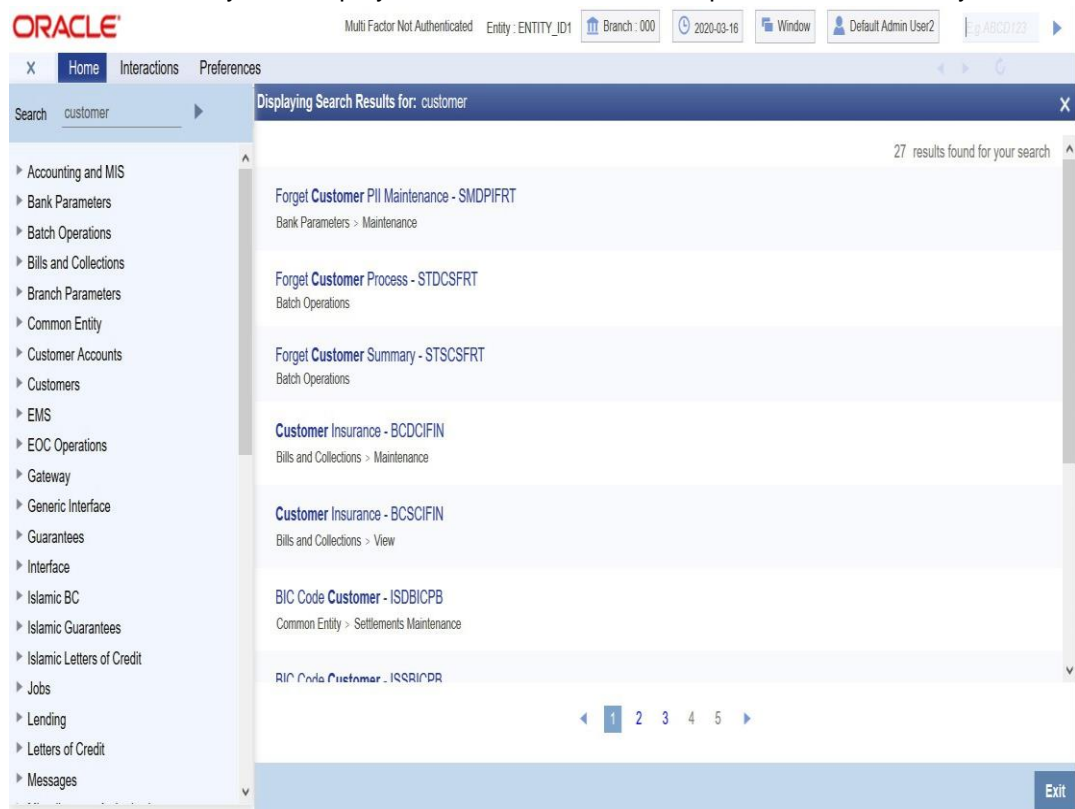 ORACLE
Multi Factor Not Authenticated Entity : ENTITY_ID1 Branch : 000 2020-03-16 Window Default Admin User2 E.g.ABCD123
X Home Interactions Preferences
Search customer
Displaying Search Results for: customer X
27 results found for your search
Accounting and MIS
Bank Parameters
Batch Operations
Bills and Collections
Branch Parameters
Common Entity
Customer Accounts
Customers
EMS
EOC Operations
Gateway
Generic Interface
Guarantees
Interface
Islamic BC
Islamic Guarantees
Islamic Letters of Credit
Jobs
Lending
Letters of Credit
Messages
Forget Customer PII Maintenance - SMDPIFRT
Bank Parameters > Maintenance
Forget Customer Process - STDCSFRT
Batch Operations
Forget Customer Summary - STSCSFRT
Batch Operations
Customer Insurance - BCDCIFIN
Bills and Collections > Maintenance
Customer Insurance - BCSCIFIN
Bills and Collections > View
BIC Code Customer - ISDBICPB
Common Entity > Settlements Maintenance
BIC Code Customer - ISSBICPB
1 2 3 4 5
Exit